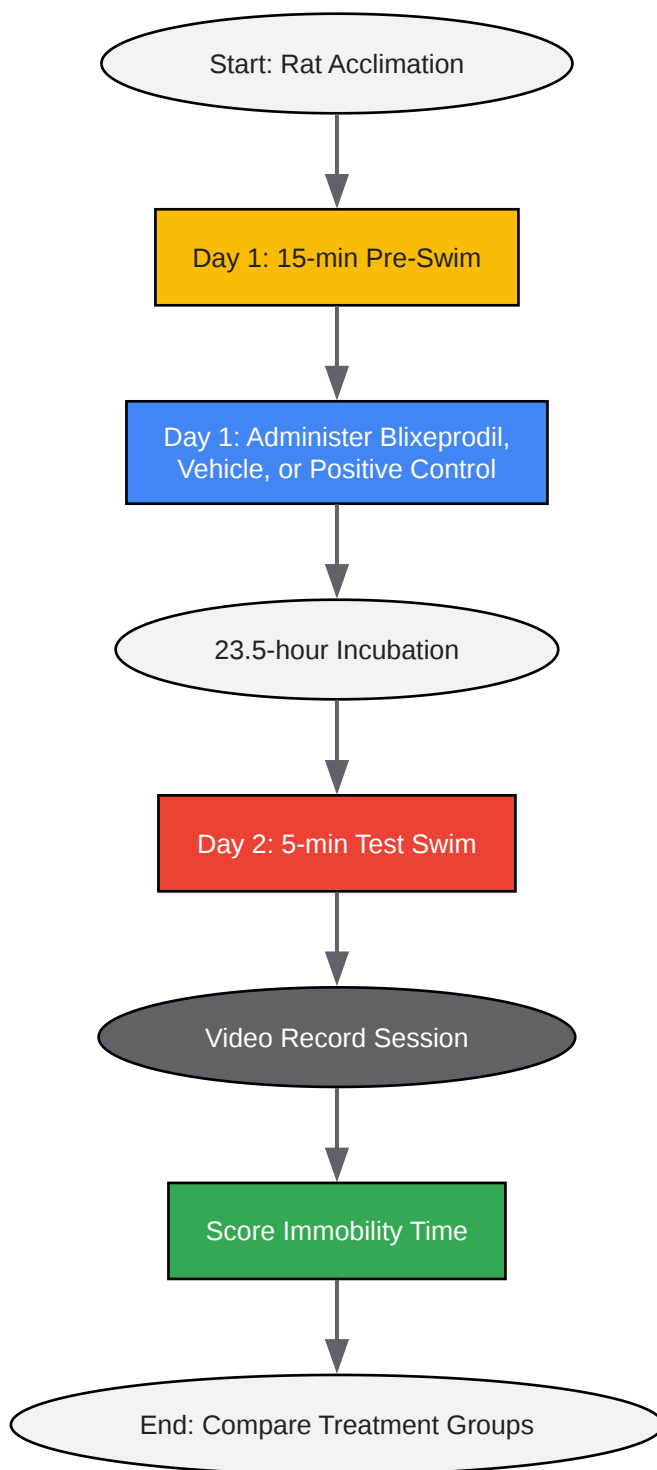 Start: Rat Acclimation
Day 1: 15-min Pre-Swim
Day 1: Administer Blixeprodil,
Vehicle, or Positive Control
23.5-hour Incubation
Day 2: 5-min Test Swim
Video Record Session
Score Immobility Time
End: Compare Treatment Groups